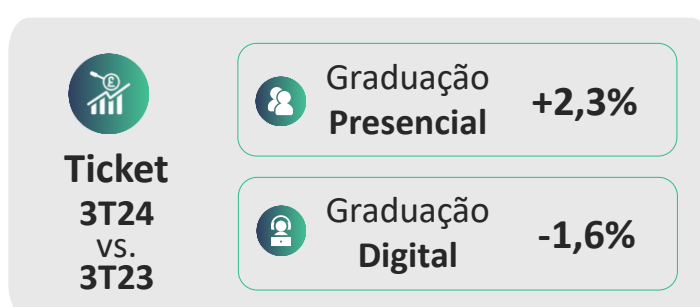 Ticket
3T24
vs.
3T23
Graduação
Presencial
+2,3%
Graduação
Digital
-1,6%